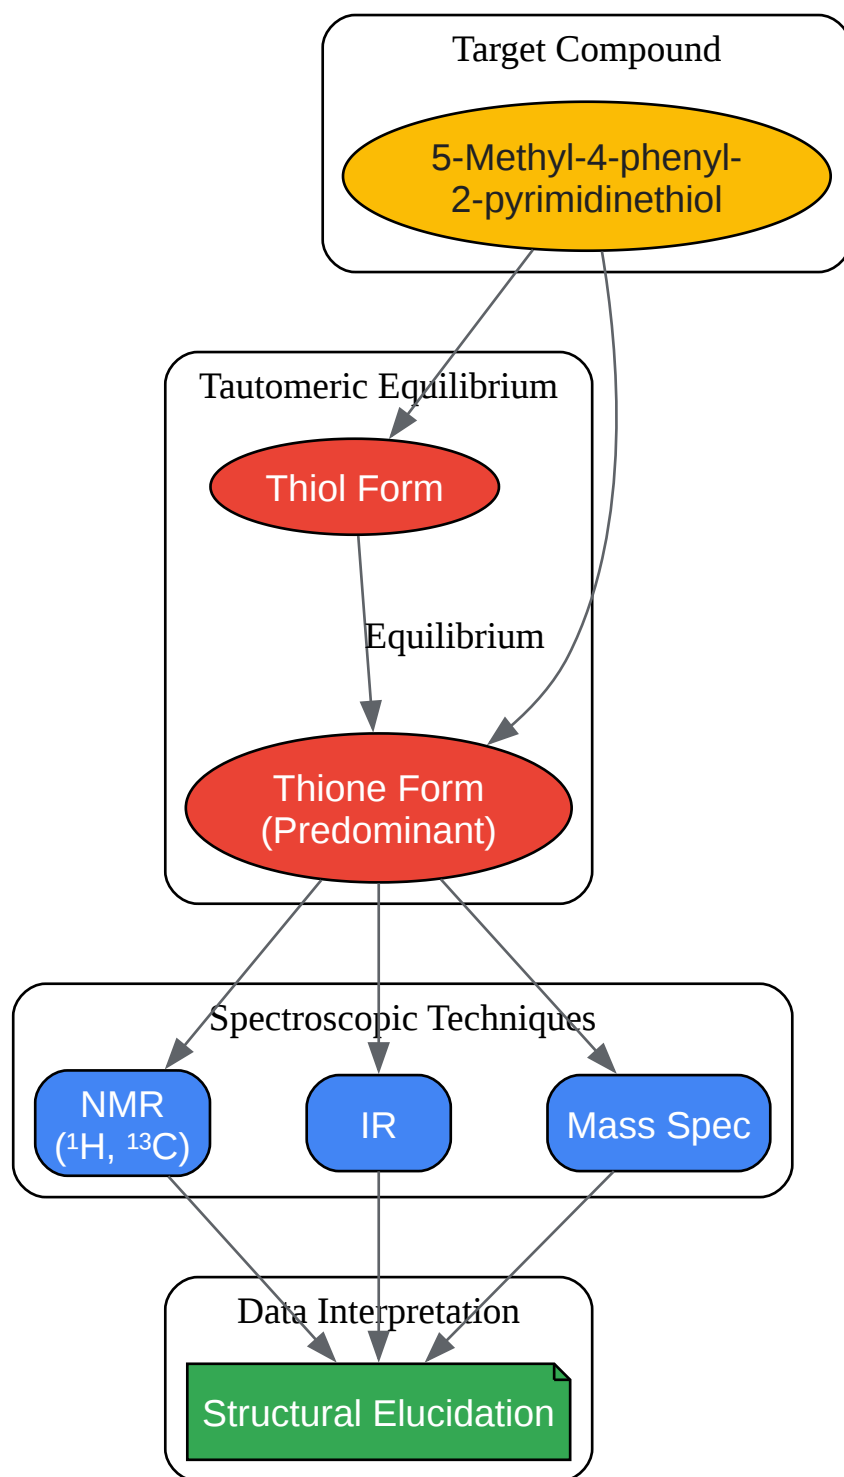 Target Compound
5-Methyl-4-phenyl-
2-pyrimidinethiol
Tautomeric Equilibrium
Thiol Form
Equilibrium
Thione Form
(Predominant)
Spectroscopic Techniques
NMR
(¹H, ¹³C)
IR
Mass Spec
Data Interpretation
Structural Elucidation